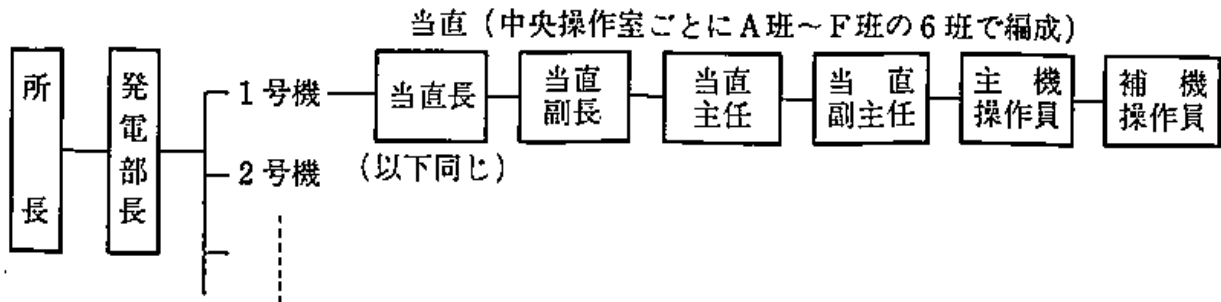 当直（中央操作室ごとにA班～F班の6班で編成）
所長
発電部長
1号機
当直長
当直
副長
当直
主任
当直
副主任
主機
操作員
補機
操作員
2号機
（以下同じ）